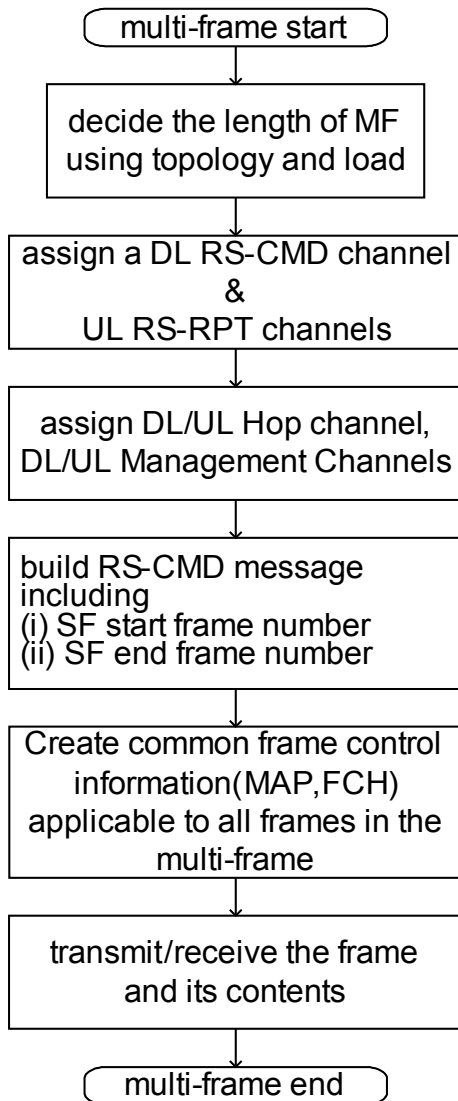 multi-frame start
decide the length of MF
using topology and load
assign a DL RS-CMD channel
&
UL RS-RPT channels
assign DL/UL Hop channel,
DL/UL Management Channels
build RS-CMD message
including
(i) SF start frame number
(ii) SF end frame number
Create common frame control
information(MAP,FCH)
applicable to all frames in the
multi-frame
transmit/receive the frame
and its contents
multi-frame end